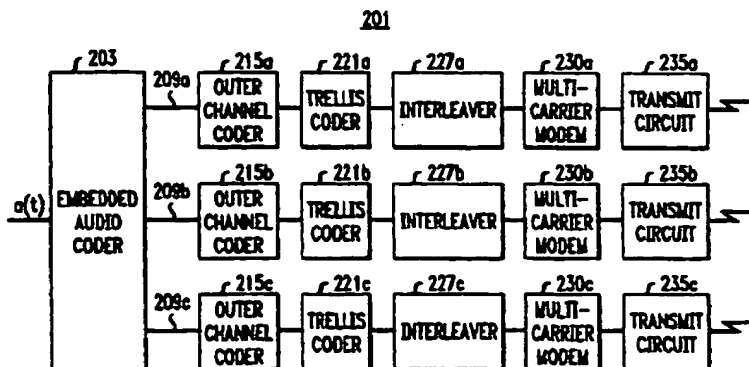 201
203
209a
215a
221a
227a
230a
235a
OUTER
CHANNEL
CODER
TRELLIS
CODER
INTERLEAVER
MULTI-
CARRIER
MODEM
TRANSMIT
CIRCUIT
a(t)
EMBEDDED
AUDIO
CODER
209b
215b
221b
227b
230b
235b
OUTER
CHANNEL
CODER
TRELLIS
CODER
INTERLEAVER
MULTI-
CARRIER
MODEM
TRANSMIT
CIRCUIT
209c
215c
221c
227c
230c
235c
OUTER
CHANNEL
CODER
TRELLIS
CODER
INTERLEAVER
MULTI-
CARRIER
MODEM
TRANSMIT
CIRCUIT